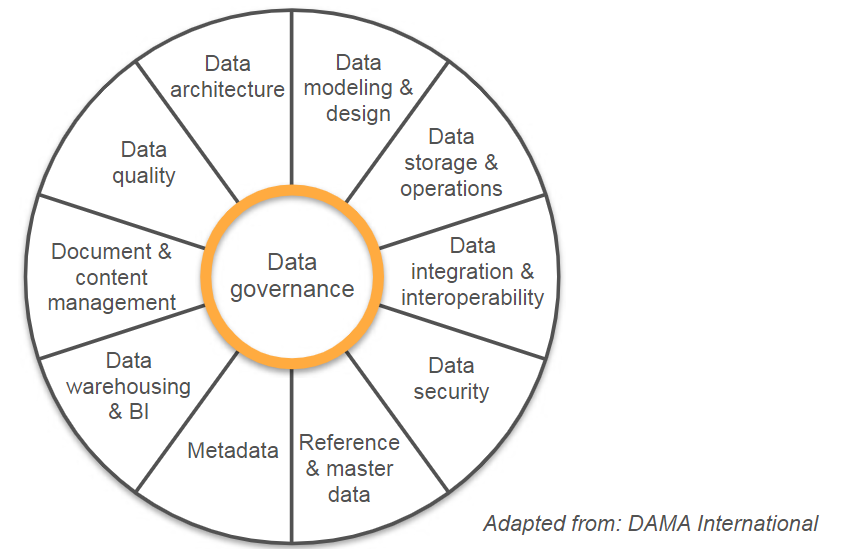 Data
architecture
Data
modeling &
design
Data
storage &
operations
Data
integration &
interoperability
Data
security
Reference
& master
data
Metadata
Data
warehousing
& BI
Document &
content
management
Data
quality
Data
governance
Adapted from: DAMA International